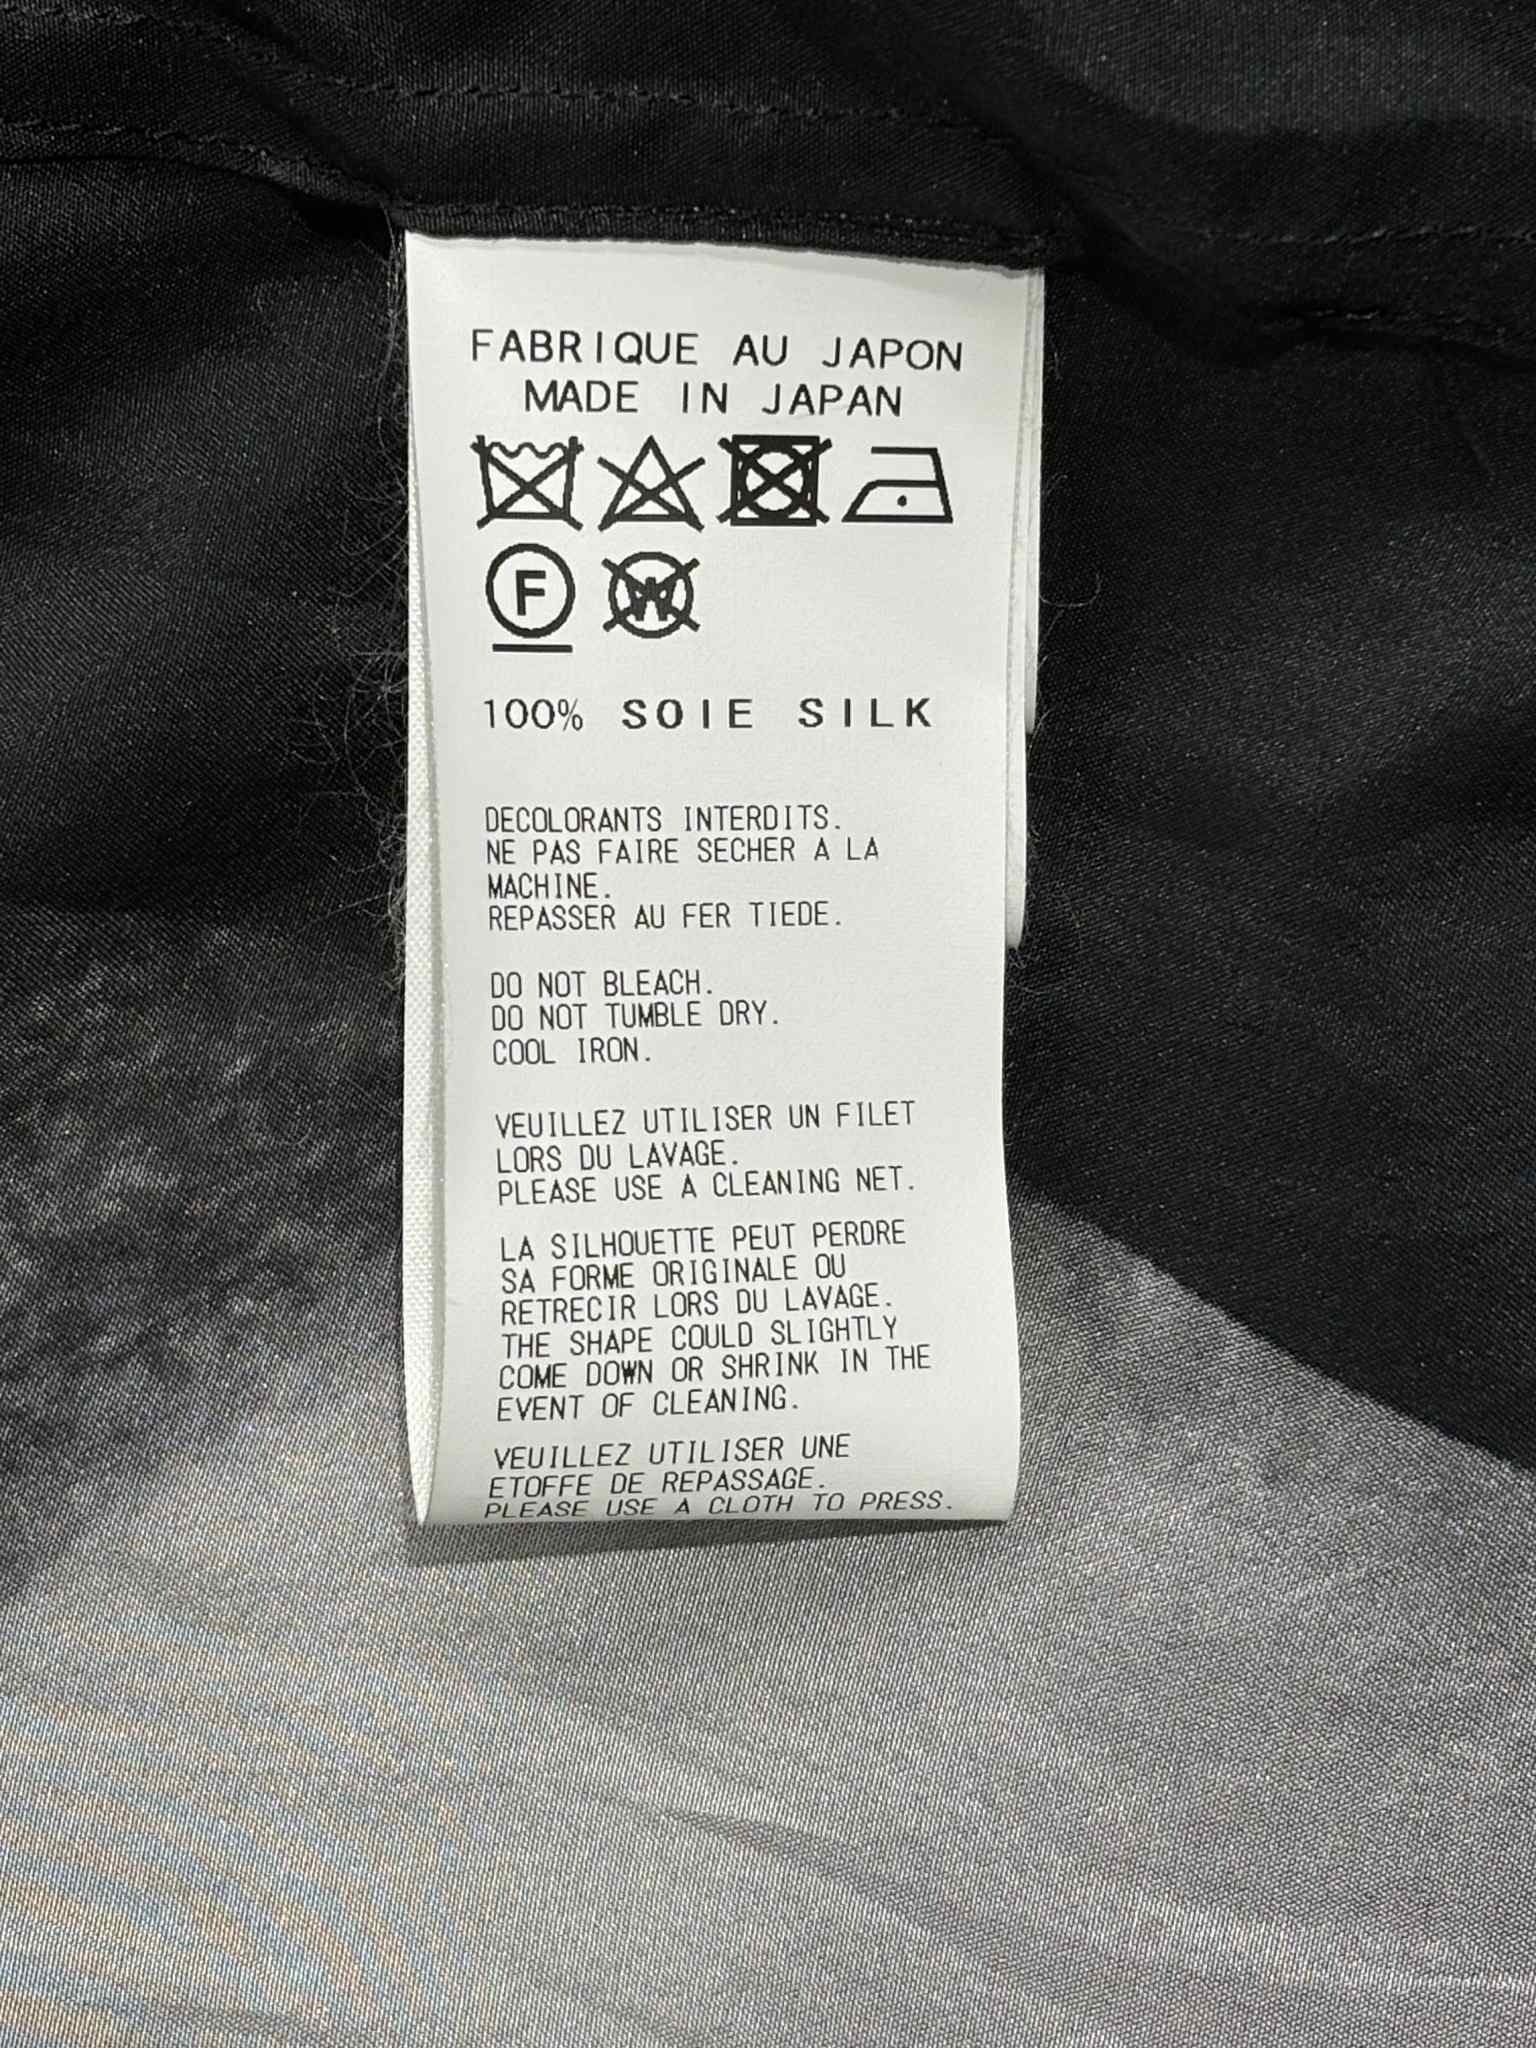 FABRIQUE AU JAPON
MADE IN JAPAN
F W
100% SOIE SILK
DECOLORANTS INTERDITS.
NE PAS FAIRE SECHER A LA
MACHINE.
REPASSER AU FER TIEDE.
DO NOT BLEACH.
DO NOT TUMBLE DRY.
COOL IRON.
VEUILLEZ UTILISER UN FILET
LORS DU LAVAGE.
PLEASE USE A CLEANING NET.
LA SILHOUETTE PEUT PERDRE
SA FORME ORIGINALE OU
RETRECIR LORS DU LAVAGE.
THE SHAPE COULD SLIGHTLY
COME DOWN OR SHRINK IN THE
EVENT OF CLEANING.
VEUILLEZ UTILISER UNE
ETOFFE DE REPASSAGE.
PLEASE USE A CLOTH TO PRESS.